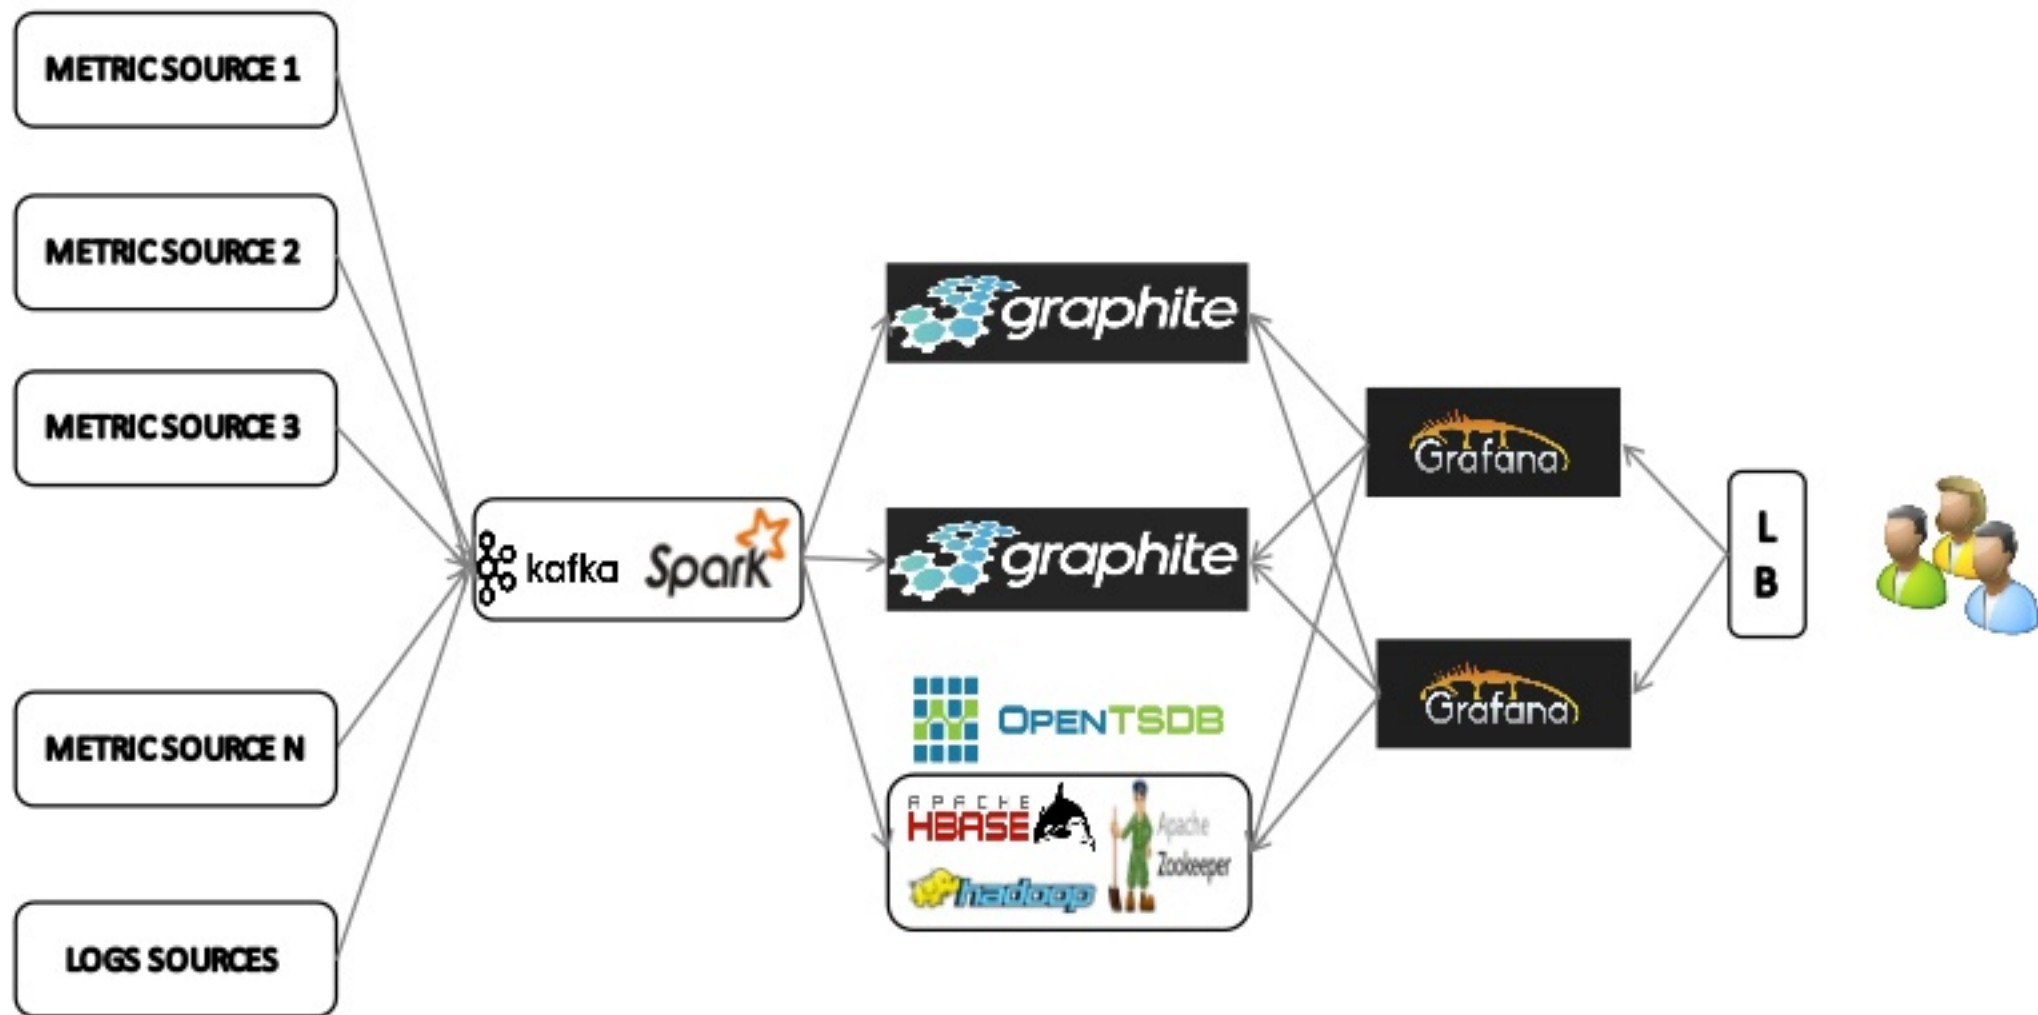 METRIC SOURCE 1
METRIC SOURCE 2
METRIC SOURCE 3
METRIC SOURCE N
LOGS SOURCES
kafka
Spark
graphite
graphite
OPENTSDB
APACHE
HBASE
Apache
Zookeeper
hadoop
Grafana
Grafana
L
B